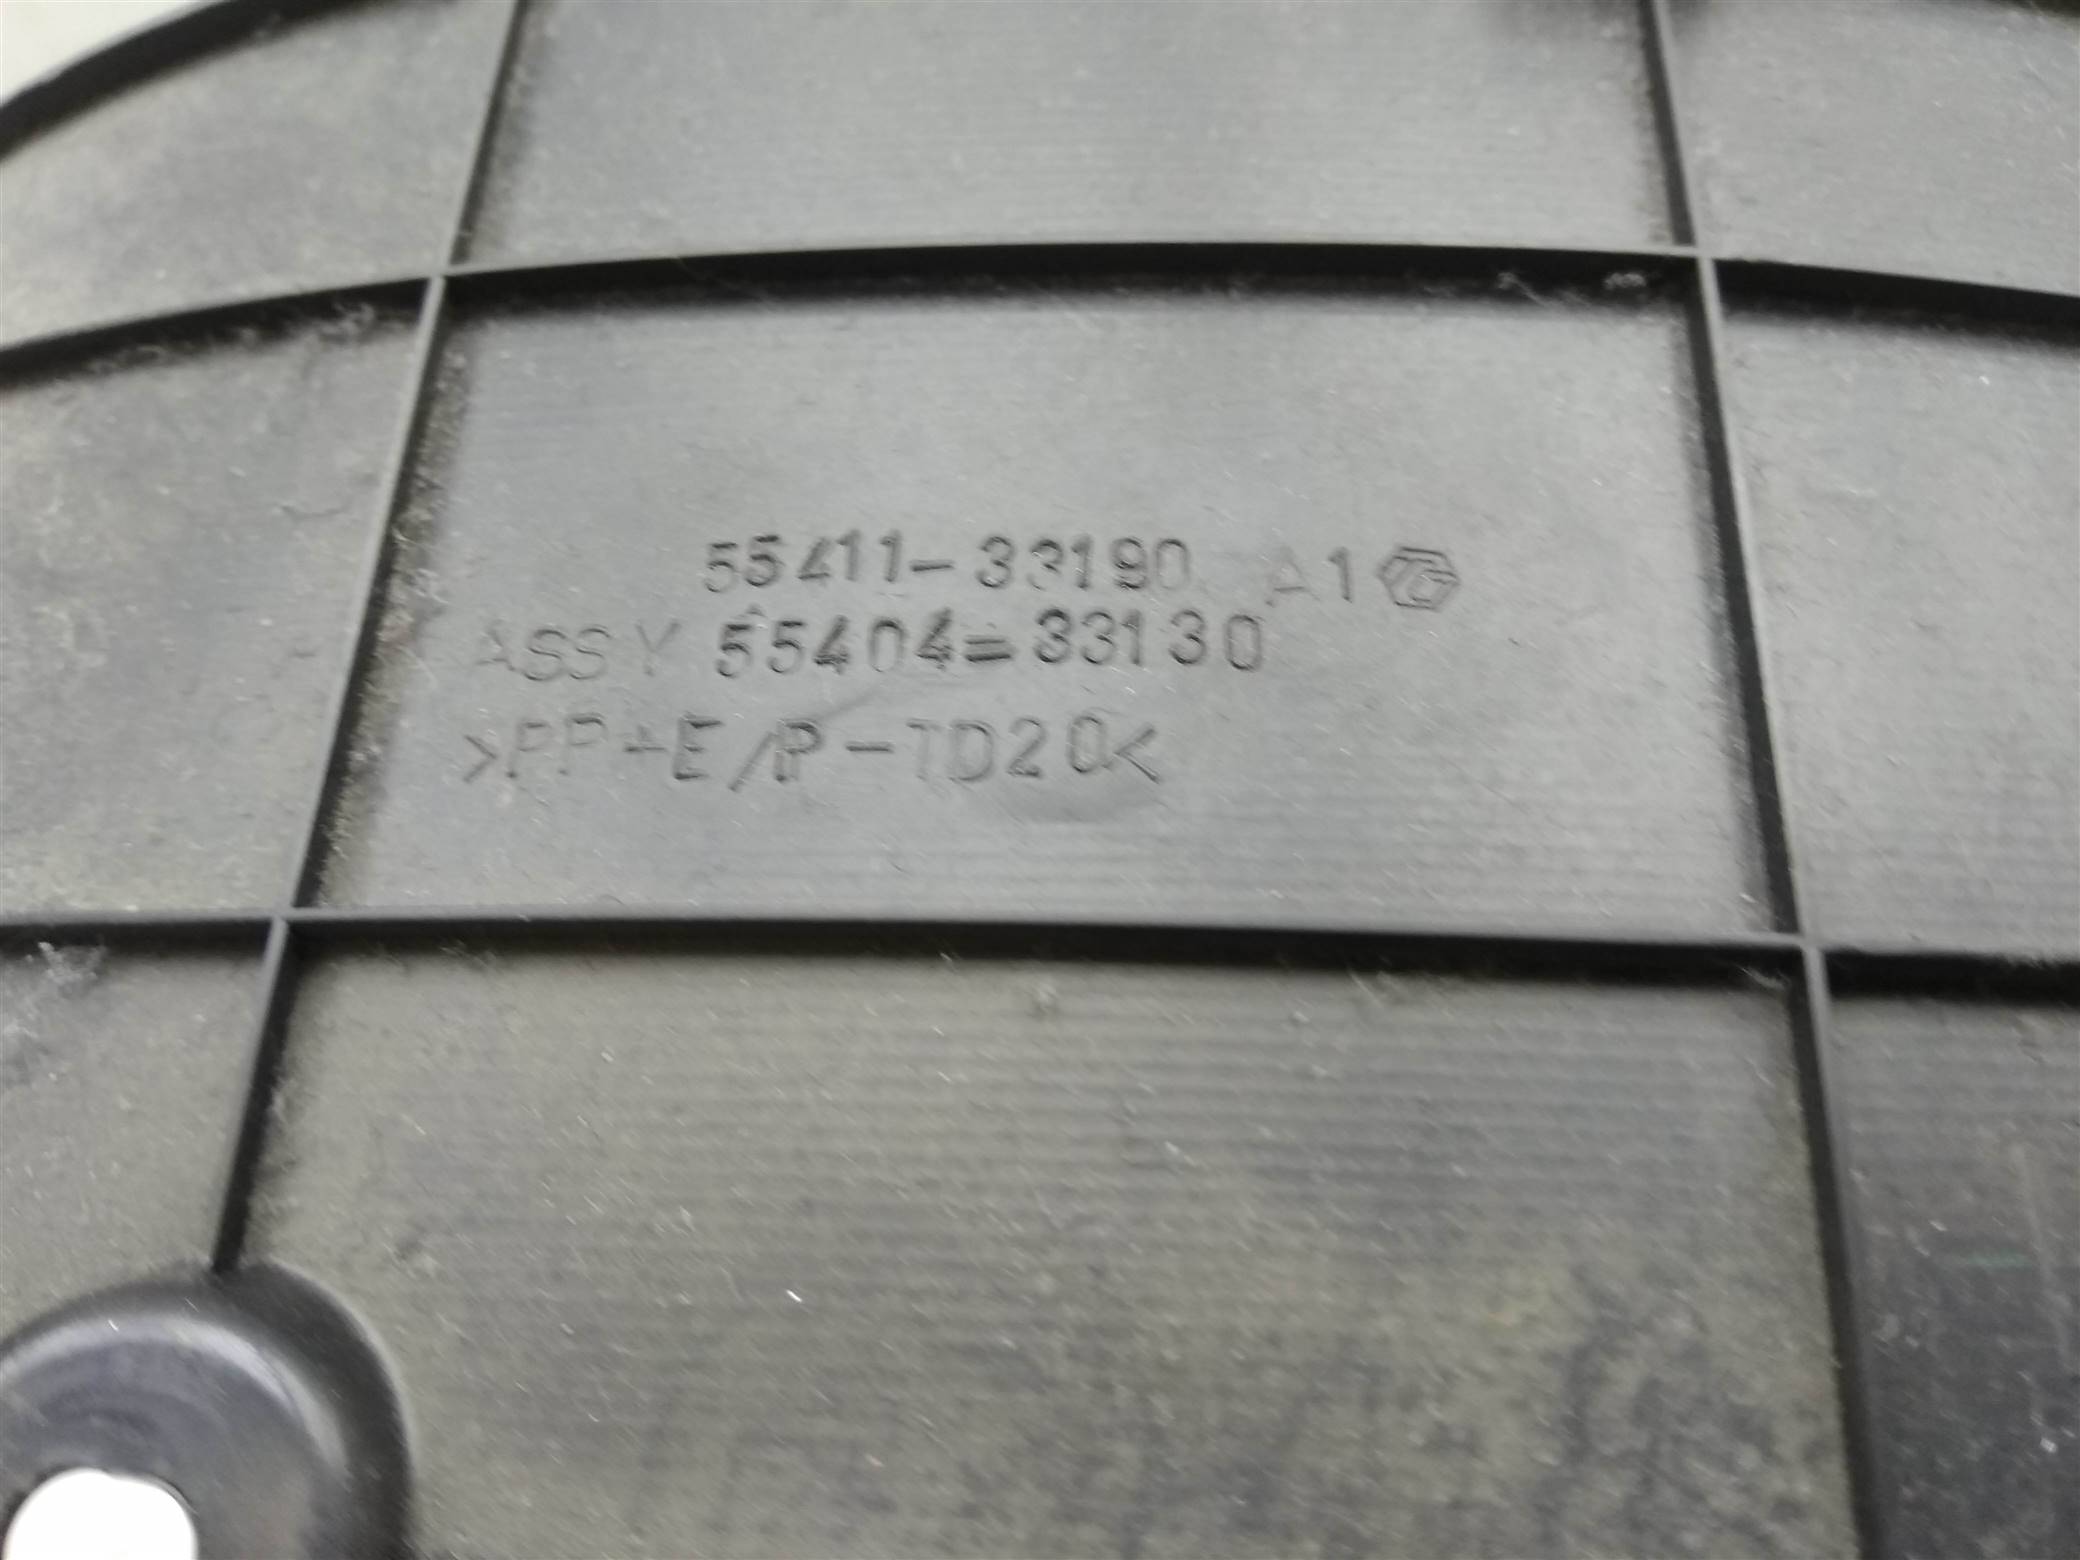 55411-33190 A1
ASSY 55404=33130
>PP+E/P-TD20<